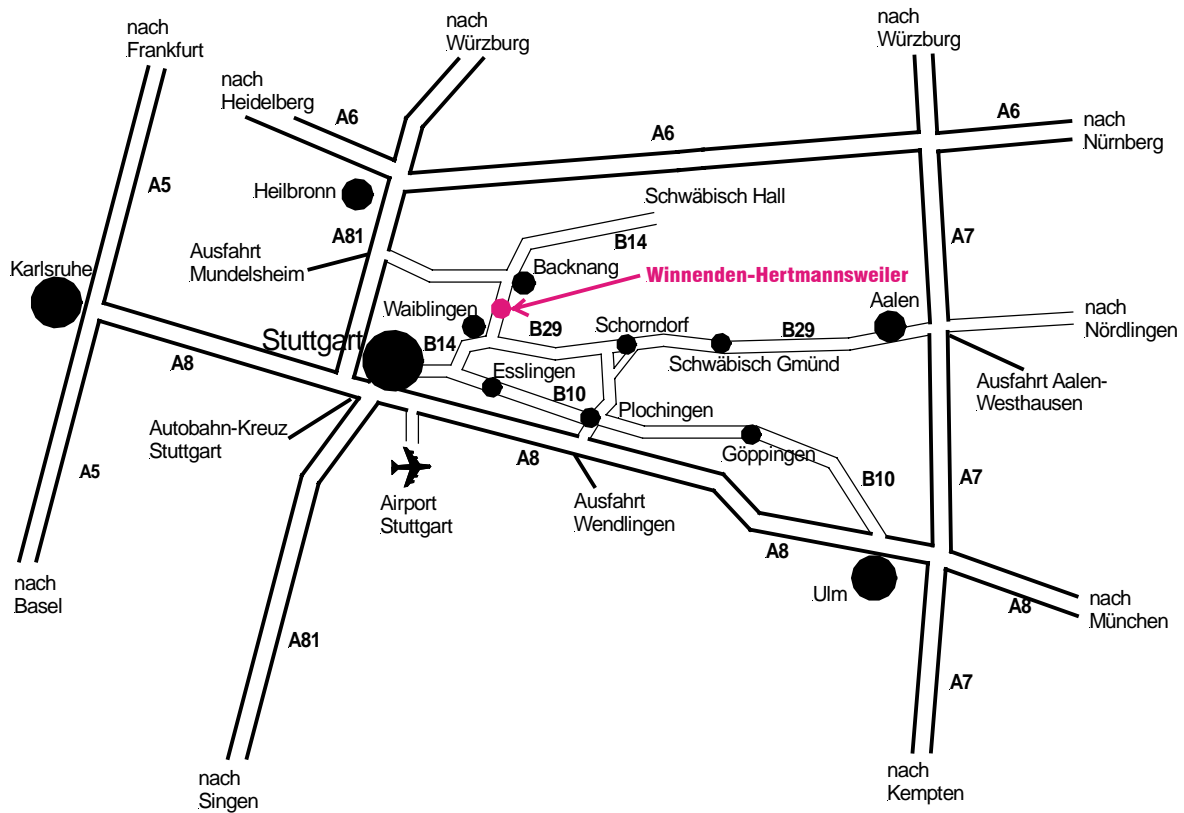 nach
Frankfurt
nach
Würzburg
nach
Würzburg
nach
Heidelberg
A6
A6
A6
nach
Nürnberg
A5
Heilbronn
Schwäbisch Hall
A81
B14
A7
Ausfahrt
Mundelsheim
Karlsruhe
Backnang
Winnenden-Hertmannsweiler
Waiblingen
Aalen
nach
Nördlingen
Stuttgart
B14
B29
Schorndorf
B29
A8
Esslingen
Schwäbisch Gmünd
Ausfahrt Aalen-
Westhausen
B10
Plochingen
Autobahn-Kreuz
Stuttgart
A8
Göppingen
A5
B10
A7
Airport
Stuttgart
Ausfahrt
Wendlingen
A8
nach
Basel
Ulm
A8
nach
München
A81
A7
nach
Singen
nach
Kempten